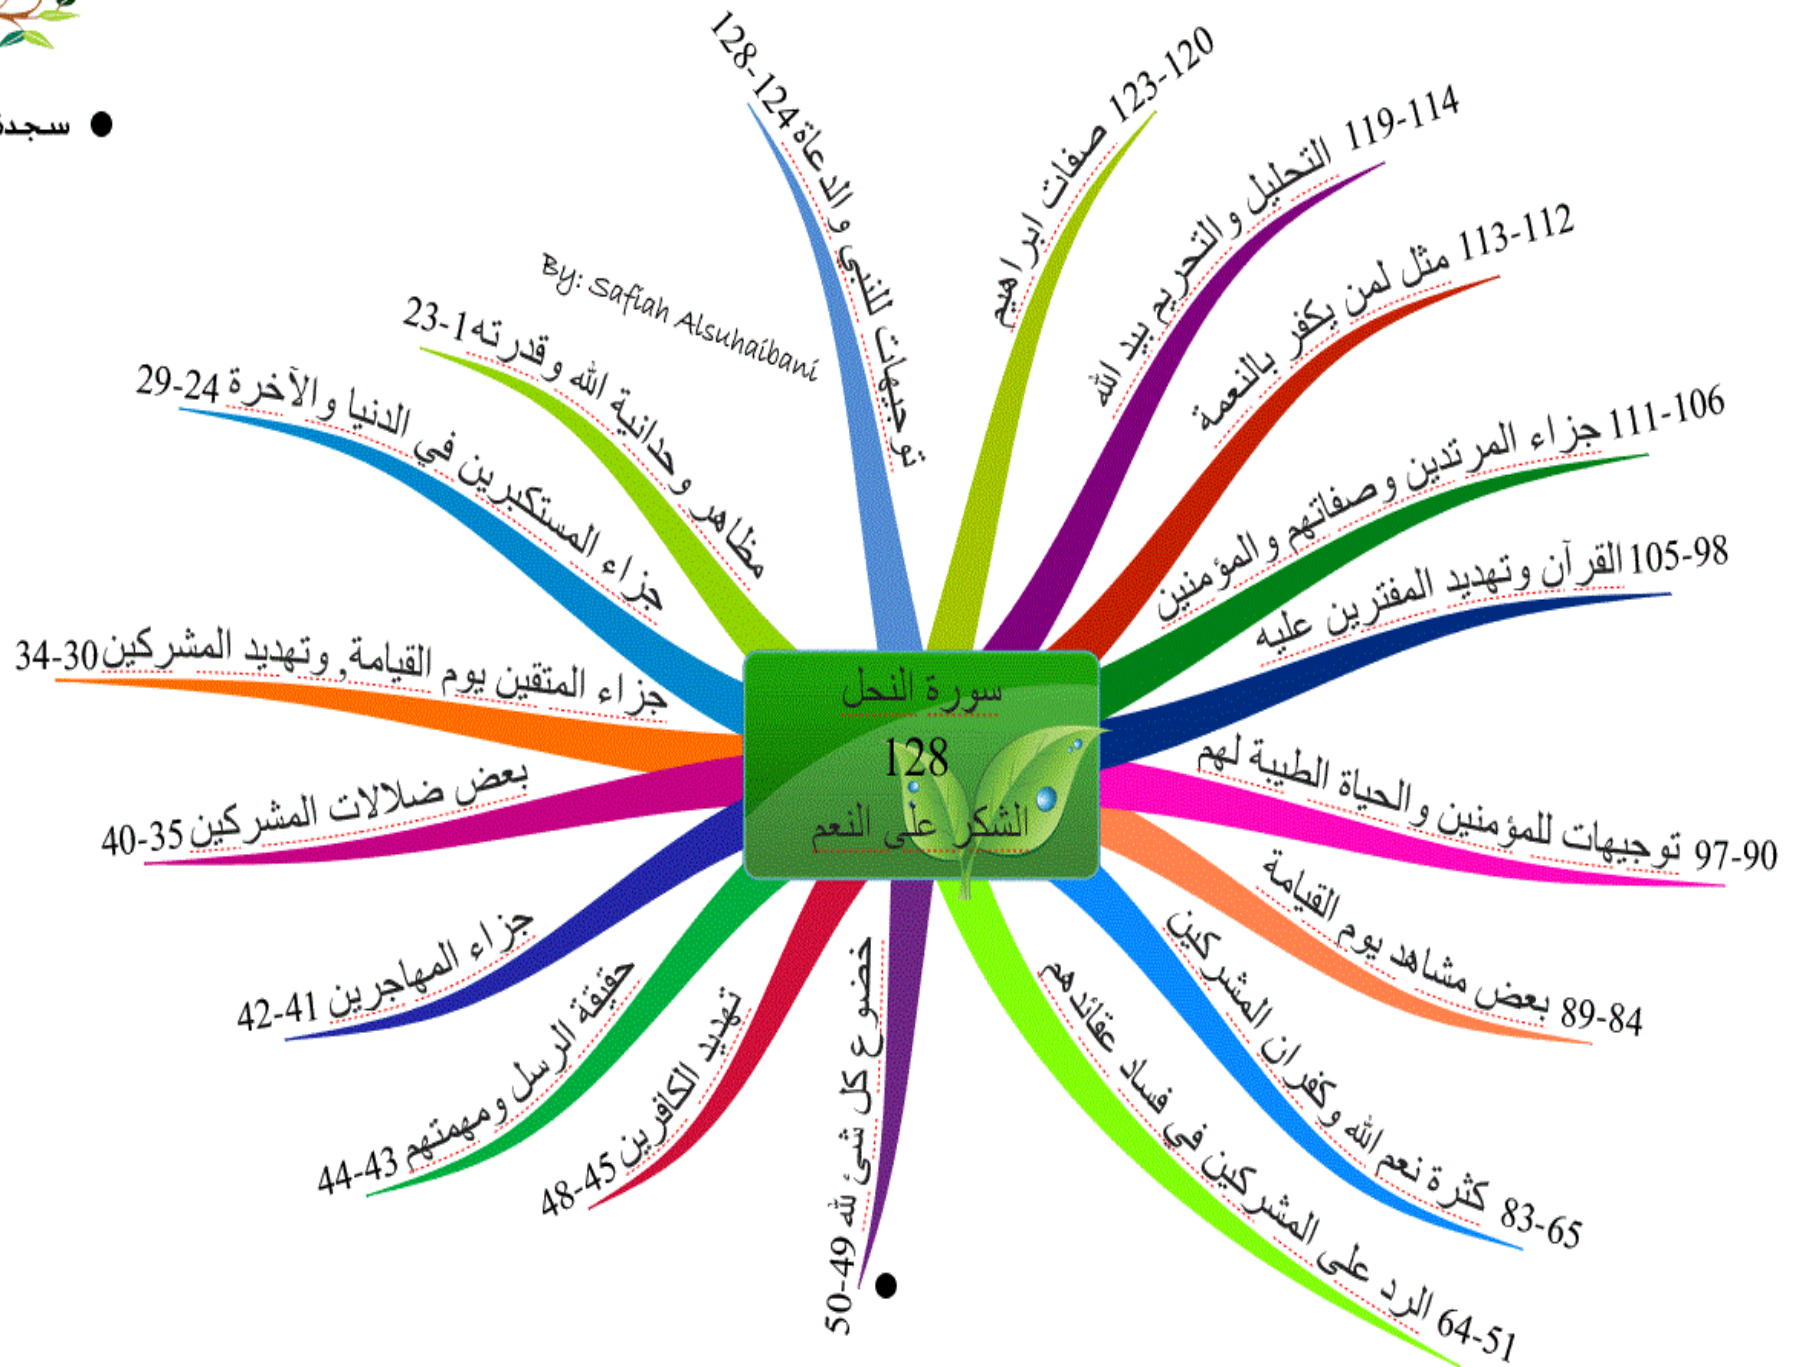 سجدة
سورة النحل
128
الشكر على النعم
By: Safiah Alsuhaibani
مظاهر وحدانية الله وقدرته 1-23
جزاء المستكبرين في الدنيا والآخرة 24-29
جزاء المتقين يوم القيامة, وتهديد المشركين 30-34
بعض ضلالات المشركين 35-40
جزاء المهاجرين 41-42
حقيقة الرسل ومهمتهم 43-44
تهديد الكافرين 45-48
خضوع كل شئ لله 49-50
64-51 الرد على المشركين في فساد عقائدهم
83-65 كثرة نعم الله وكفران المشركين
89-84 بعض مشاهد يوم القيامة
97-90 توجيهات للمؤمنين والحياة الطيبة لهم
105-98 القرآن وتهديد المفترين عليه
111-106 جزاء المرتدين وصفاتهم والمؤمنين
113-112 مثل لمن يكفر بالنعمة
119-114 التحليل والتحريم بيد الله
123-120 صفات ابراهيم
توجيهات للنبي والدعاة 124-128